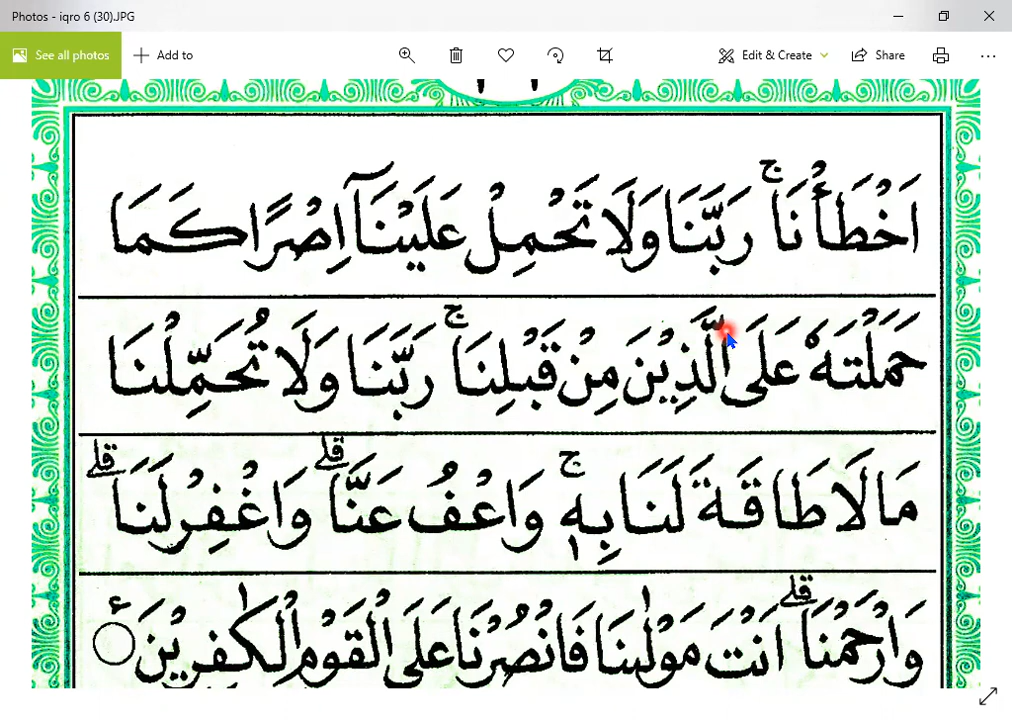 Photos - iqro 6 (30).JPG
See all photos
Add to
Edit & Create
Share
اَخْطَأْنَا ۚ رَبَّنَا وَلَا تَحْمِلْ عَلَيْنَآ اِصْرًا كَمَا
حَمَلْتَهٗ عَلَى الَّذِيْنَ مِنْ قَبْلِنَا ۚ رَبَّنَا وَلَا تُحَمِّلْنَا
مَا لَا طَاقَةَ لَنَا بِهٖ ۚ وَاعْفُ عَنَّا ۗ وَاغْفِرْ لَنَا ۗ
وَارْحَمْنَا ۗ اَنْتَ مَوْلٰىنَا فَانْصُرْنَا عَلَى الْقَوْمِ الْكٰفِرِيْنَ ۝